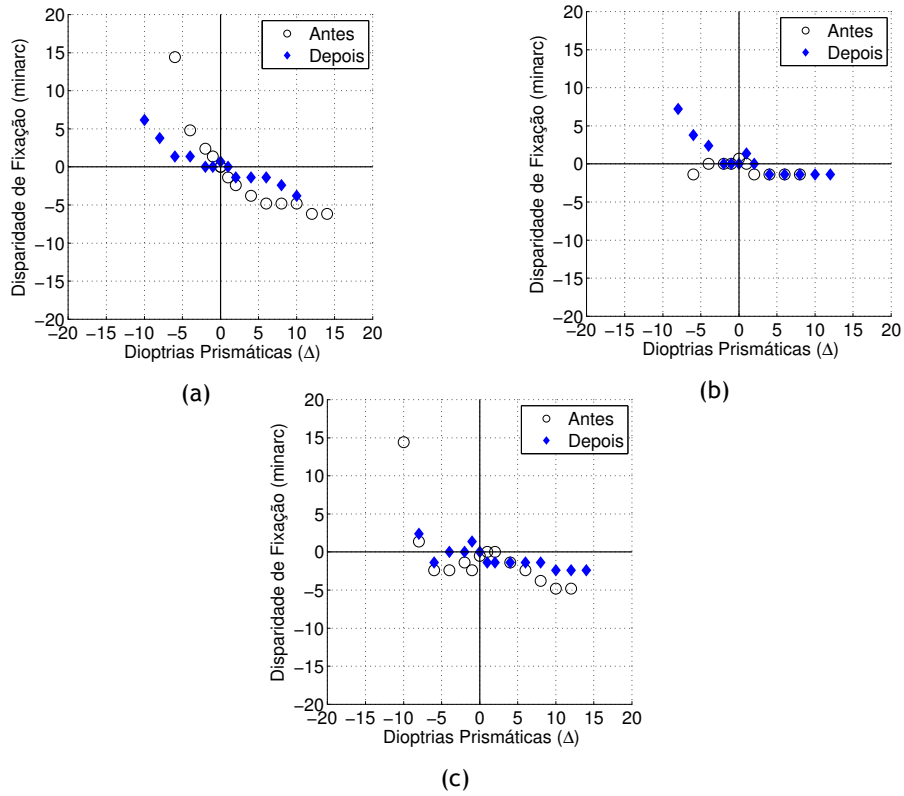 20
15
10
5
0
−5
−10
−15
−20
−20 −15 −10 −5 0 5 10 15 20
Disparidade de Fixação (minarc)
Dioptrias Prismáticas (Δ)
Antes
Depois
(a)
20
15
10
5
0
−5
−10
−15
−20
−20 −15 −10 −5 0 5 10 15 20
Disparidade de Fixação (minarc)
Dioptrias Prismáticas (Δ)
Antes
Depois
(b)
20
15
10
5
0
−5
−10
−15
−20
−20 −15 −10 −5 0 5 10 15 20
Disparidade de Fixação (minarc)
Dioptrias Prismáticas (Δ)
Antes
Depois
(c)